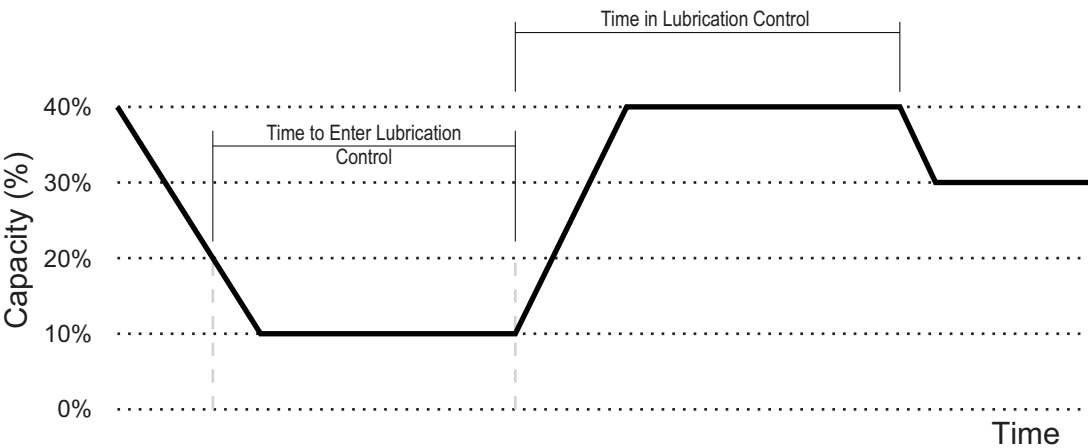 Time in Lubrication Control
40%
Time to Enter Lubrication
Control
30%
20%
10%
0%
Capacity (%)
Time